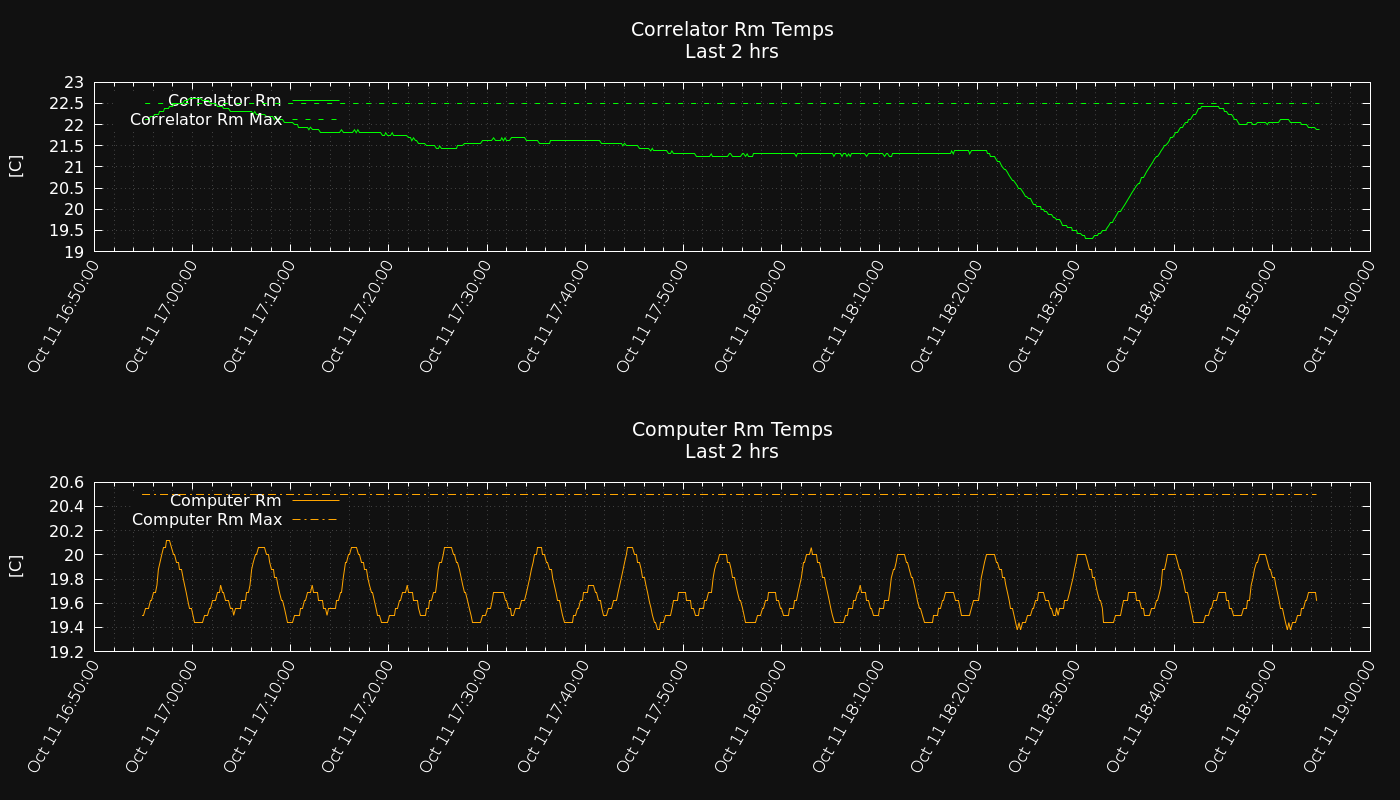 Correlator Rm Temps
Last 2 hrs
23
22.5
22
21.5
21
20.5
20
19.5
19
[C]
Correlator Rm
Correlator Rm Max
Oct 11 16:50:00
Oct 11 17:00:00
Oct 11 17:10:00
Oct 11 17:20:00
Oct 11 17:30:00
Oct 11 17:40:00
Oct 11 17:50:00
Oct 11 18:00:00
Oct 11 18:10:00
Oct 11 18:20:00
Oct 11 18:30:00
Oct 11 18:40:00
Oct 11 18:50:00
Oct 11 19:00:00
Computer Rm Temps
Last 2 hrs
20.6
20.4
20.2
20
19.8
19.6
19.4
19.2
[C]
Computer Rm
Computer Rm Max
Oct 11 16:50:00
Oct 11 17:00:00
Oct 11 17:10:00
Oct 11 17:20:00
Oct 11 17:30:00
Oct 11 17:40:00
Oct 11 17:50:00
Oct 11 18:00:00
Oct 11 18:10:00
Oct 11 18:20:00
Oct 11 18:30:00
Oct 11 18:40:00
Oct 11 18:50:00
Oct 11 19:00:00